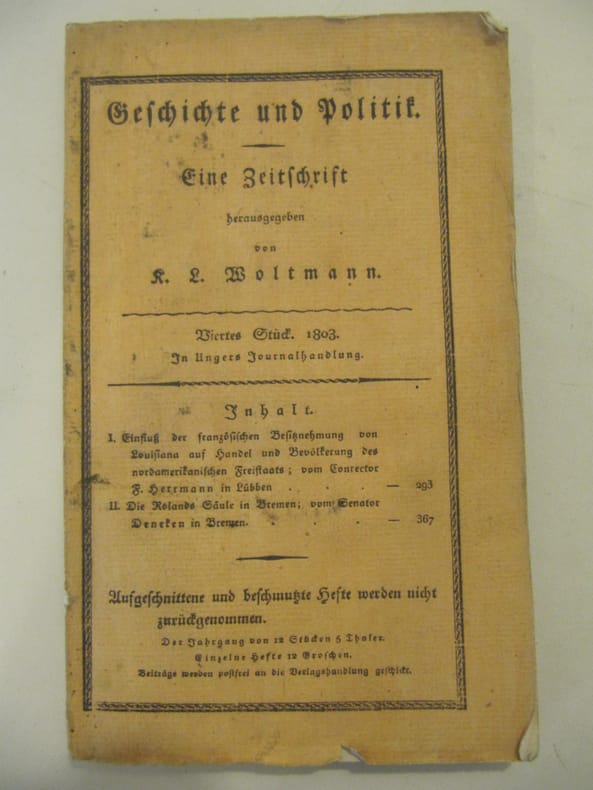 Geschichte und Politik.
Eine Zeitschrift
herausgegeben
von
K. L. Woltmann.
Viertes Stück. 1803.
In Ungers Journalhandlung.
Inhalt.
I. Einfluß der französischen Besitznehmung von
Louisiana auf Handel und Bevölkerung des
nordamerikanischen Freistaats; vom Conrector
F. Herrmann in Lübben . . . — 293
II. Die Rolands Säule in Bremen; vom Senator
Deneken in Bremen. . . . — 367
Aufgeschnittene und beschmutzte Hefte werden nicht
zurückgenommen.
Der Jahrgang von 12 Stücken 5 Thaler.
Einzelne Hefte 12 Groschen.
Beiträge werden postfrei an die Verlagshandlung geschickt.